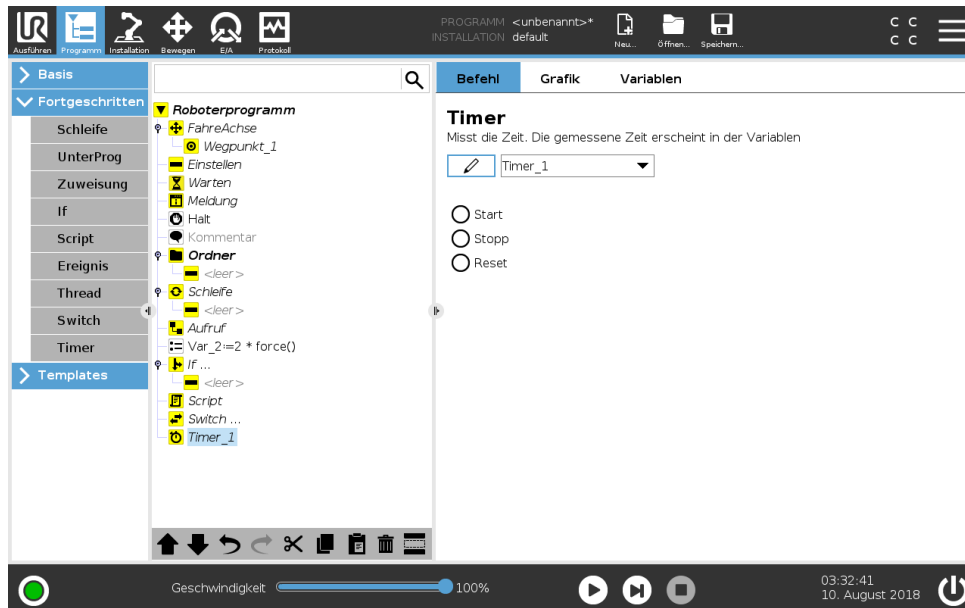 UR
PROGRAMM <unbenannt>*
INSTALLATION default
C C
C C
Ausführen
Programm
Installation
Bewegen
E/A
Protokoll
Neu...
Öffnen...
Speichern...
Basis
Fortgeschritten
Schleife
UnterProg
Zuweisung
If
Script
Ereignis
Thread
Switch
Timer
Templates
Roboterprogramm
FahreAchse
Wegpunkt_1
Einstellen
Warten
Meldung
Halt
Kommentar
Ordner
<leer>
Schleife
<leer>
Aufruf
Var_2:=2 * force()
If ...
<leer>
Script
Switch ...
Timer_1
Befehl
Grafik
Variablen
Timer
Misst die Zeit. Die gemessene Zeit erscheint in der Variablen
Timer_1
Start
Stopp
Reset
Geschwindigkeit
100%
03:32:41
10. August 2018